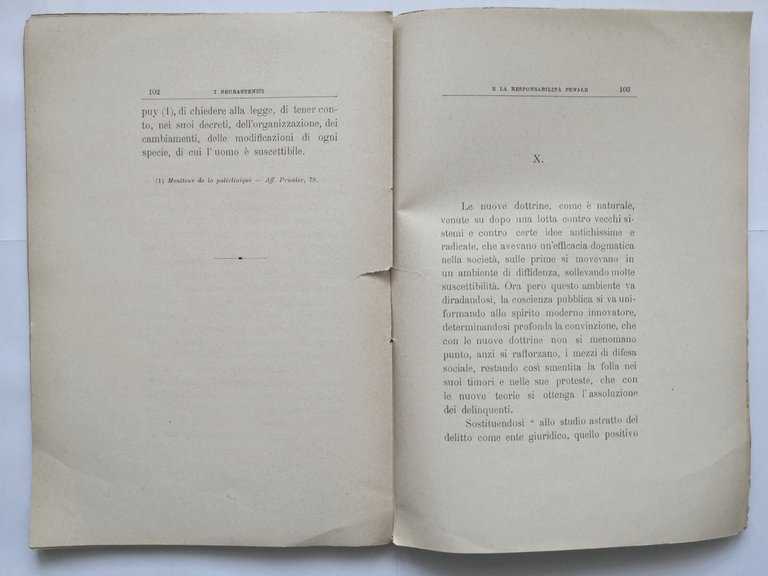 102 I NEURASTENICI
puy (1), di chiedere alla legge, di tener con-
to, nei suoi decreti, dell'organizzazione, dei
cambiamenti, delle modificazioni di ogni
specie, di cui l'uomo è suscettibile.
(1) Moniteur de la policlinique — Aff. Prunier, 79.
E LA RESPONSABILITÀ PENALE 103
X.
Le nuove dottrine, come è naturale,
venute su dopo una lotta contro vecchi si-
stemi e contro certe idee antichissime e
radicate, che avevano un'efficacia dogmatica
nella società, sulle prime si movevano in
un ambiente di diffidenza, sollevando molte
suscettibilità. Ora però questo ambiente va
diradandosi, la coscienza pubblica si va uni-
formando allo spirito moderno innovatore,
determinandosi profonda la convinzione, che
con le nuove dottrine non si menomano
punto, anzi si rafforzano, i mezzi di difesa
sociale, restando così smentita la folla nei
suoi timori e nelle sue proteste, che con
le nuove teorie si ottenga l'assoluzione
dei delinquenti.
Sostituendosi “ allo studio astratto del
delitto come ente giuridico, quello positivo